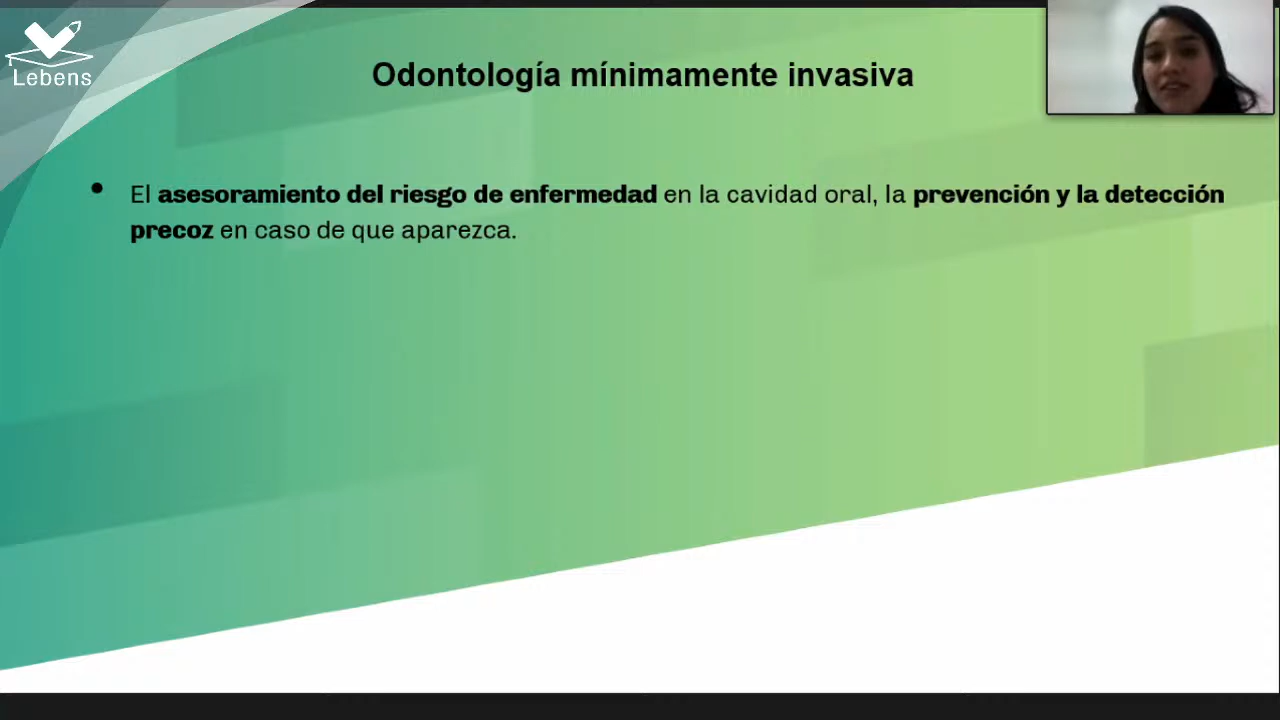 Lebens
Odontología mínimamente invasiva
• El asesoramiento del riesgo de enfermedad en la cavidad oral, la prevención y la detección
precoz en caso de que aparezca.